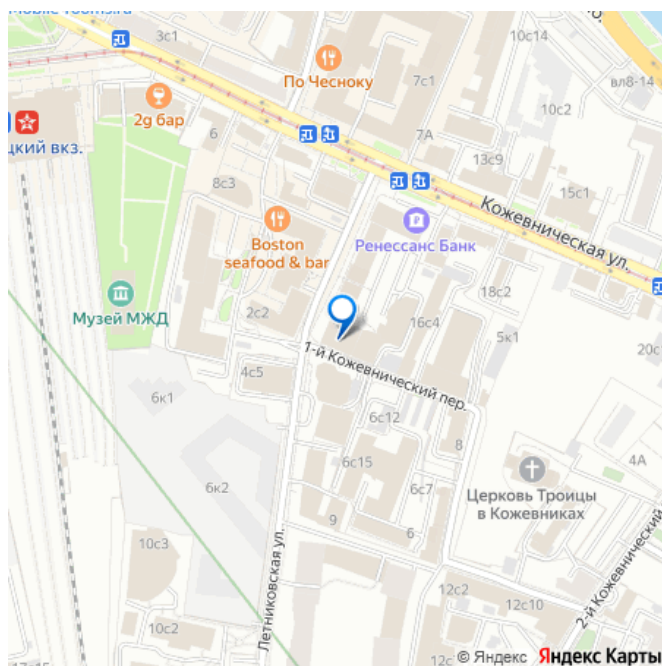 3с1
10с14
По Чесноку
7с1
вл8-14
10с2
2g бар
6
7А
цкий вкз.
13с9
8с3
15с1
Кожевническая ул.
Boston
seafood & bar
Ренессанс Банк
18с2
Музей МЖД
2с2
16с4
5к1
20с
1-й Кожевнический пер.
4с5
6к1
6с12
8
4А
6с15
Церковь Троицы
в Кожевниках
6к2
6с7
9
6
10с3
Летниковская ул.
2-й Кожевнический
12с2
12с10
10с2
© Яндекс Яндекс Карты